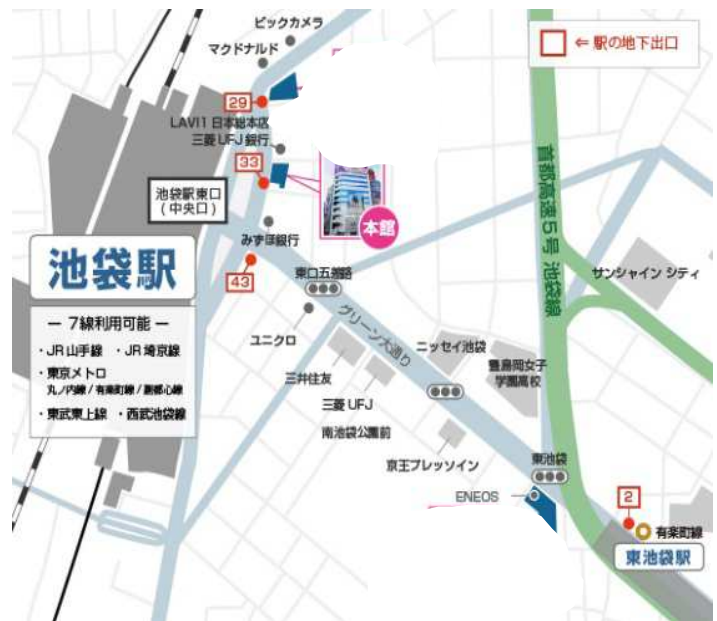 ビックカメラ
マクドナルド
⇐ 駅の地下出口
29
LAVI1 日本総本店
三菱UFJ銀行
33
池袋駅東口
(中央口)
本館
みずほ銀行
43
池袋駅
東口五差路
首都高速5号 池袋線
サンシャイン シティ
ー 7線利用可能 ー
・JR山手線 ・JR埼京線
・東京メトロ
丸ノ内線/有楽町線/副都心線
・東武東上線 ・西武池袋線
ユニクロ
グリーン大通り
ニッセイ池袋
豊島岡女子
学園高校
三井住友
三菱UFJ
南池袋公園前
京王プレッソイン
東池袋
ENEOS
2
有楽町線
東池袋駅